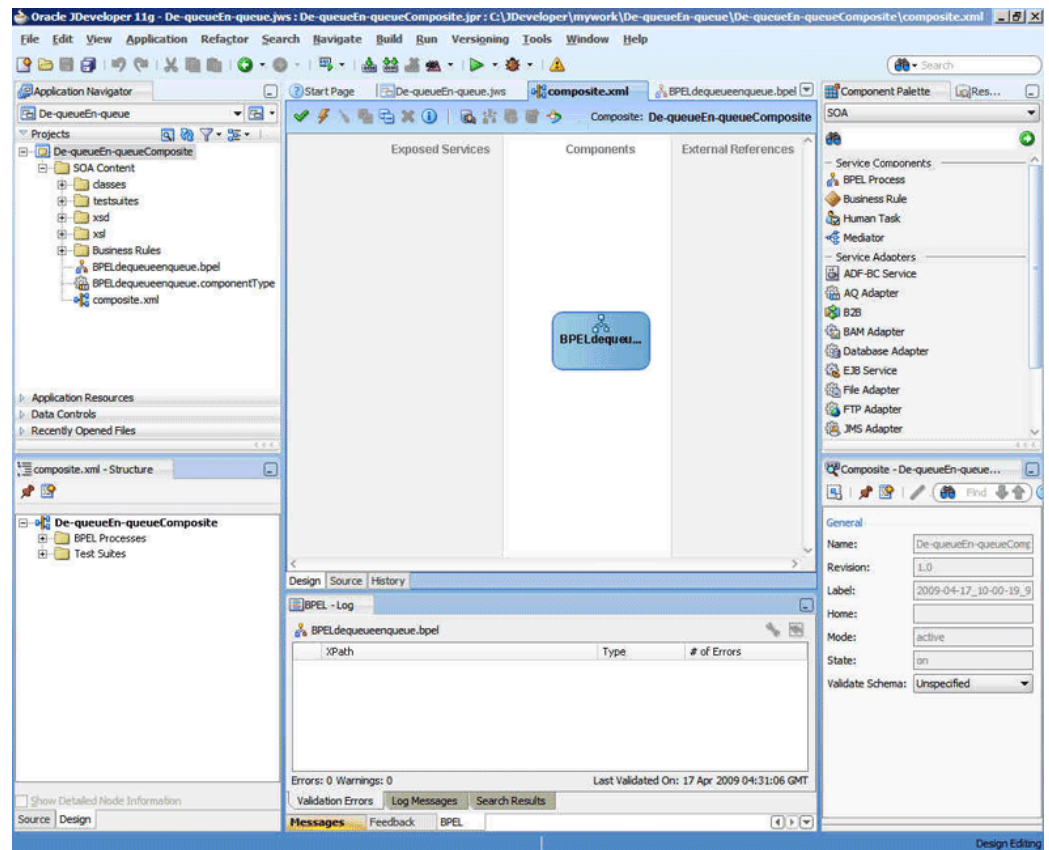 Oracle JDeveloper 11g - De-queueEn-queue.jws : De-queueEn-queueComposite.jpr : C:\JDeveloper\mywork\De-queueEn-queue\De-queueEn-queueComposite\composite.xml
File Edit View Application Refactor Search Navigate Build Run Versioning Tools Window Help
Search
Application Navigator
De-queueEn-queue
Projects
De-queueEn-queueComposite
SOA Content
classes
testsuites
xsd
xsl
Business Rules
BPELdequeueenqueue.bpel
BPELdequeueenqueue.componentType
composite.xml
Application Resources
Data Controls
Recently Opened Files
composite.xml - Structure
De-queueEn-queueComposite
BPEL Processes
Test Suites
Show Detailed Node Information
Source Design
Start Page De-queueEn-queue.jws composite.xml BPELdequeueenqueue.bpel
Composite: De-queueEn-queueComposite
Exposed Services Components External References
BPELdequeu...
Design Source History
BPEL - Log
BPELdequeueenqueue.bpel
XPath Type # of Errors
Errors: 0 Warnings: 0 Last Validated On: 17 Apr 2009 04:31:06 GMT
Validation Errors Log Messages Search Results
Messages Feedback BPEL
Component Palette Res...
SOA
Service Components
BPEL Process
Business Rule
Human Task
Mediator
Service Adapters
ADF-BC Service
AQ Adapter
B2B
BAM Adapter
Database Adapter
EJB Service
File Adapter
FTP Adapter
JMS Adapter
Composite - De-queueEn-queue...
Find
General
Name: De-queueEn-queueComp
Revision: 1.0
Label: 2009-04-17_10-00-19_9
Home:
Mode: active
State: on
Validate Schema: Unspecified
Design Editing